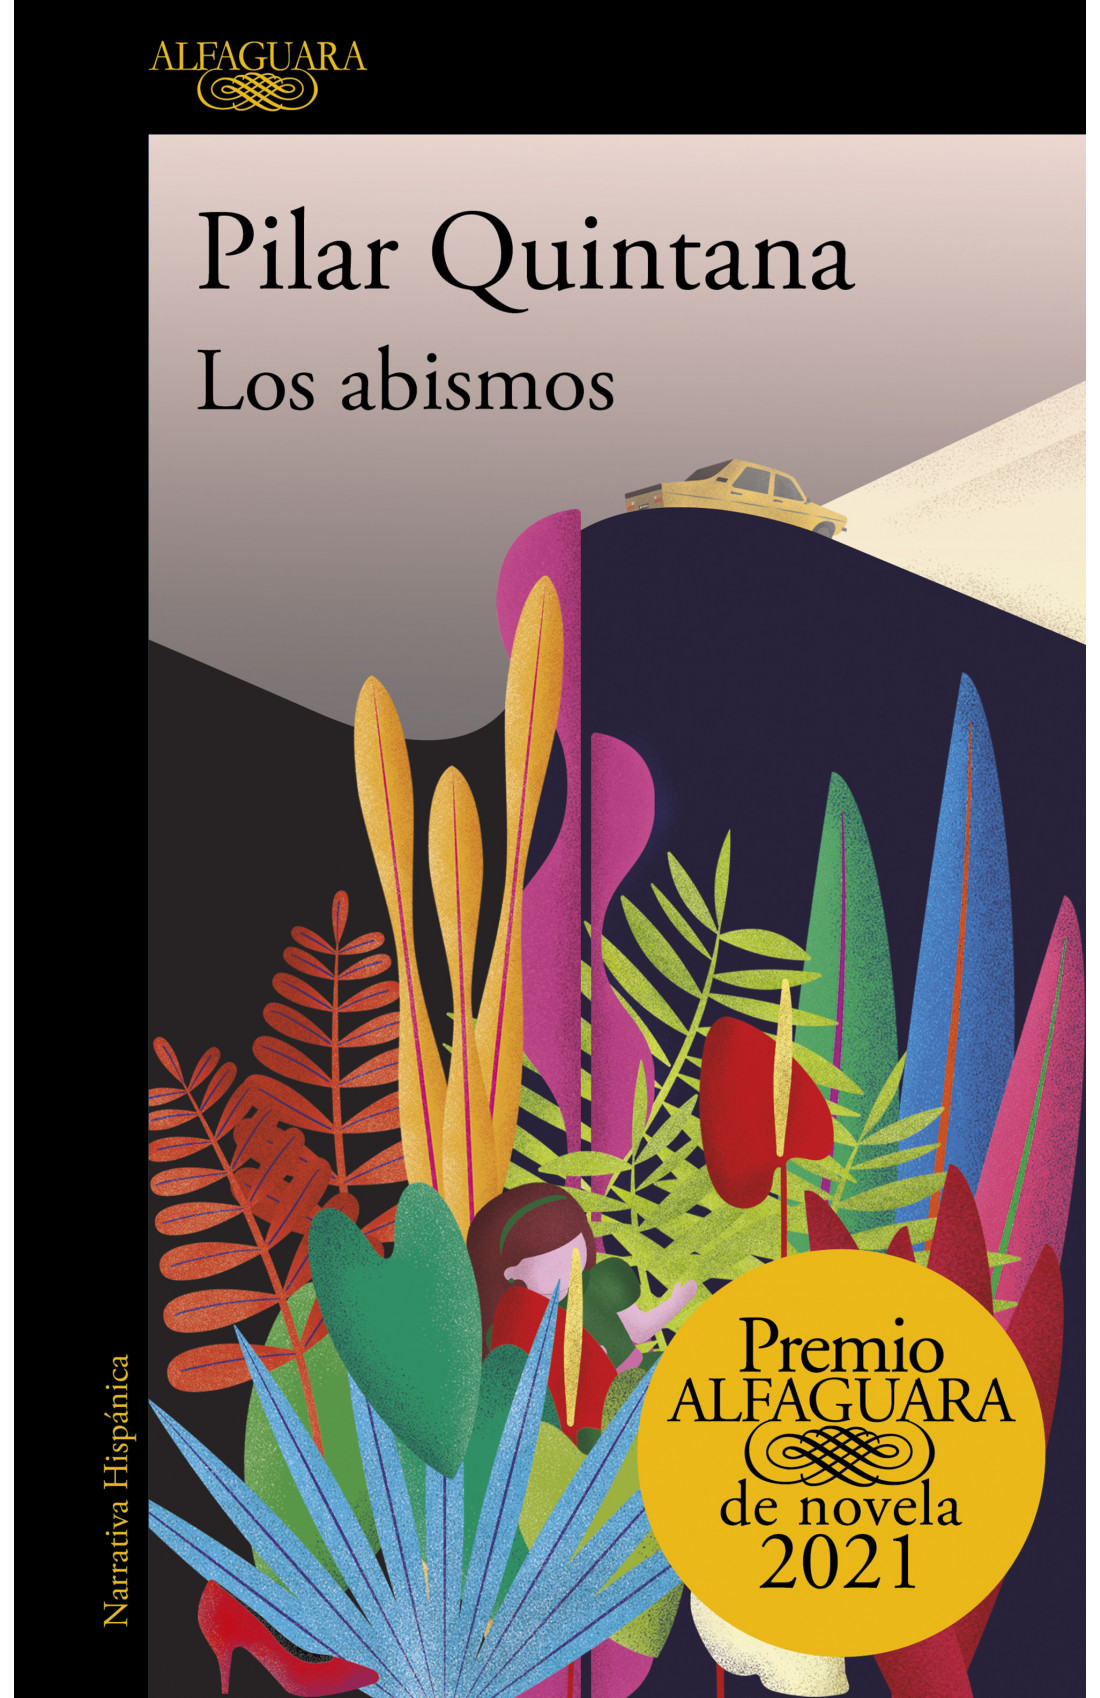 ALFAGUARA
Pilar Quintana
Los abismos
Narrativa Hispánica
Premio
ALFAGUARA
de novela
2021